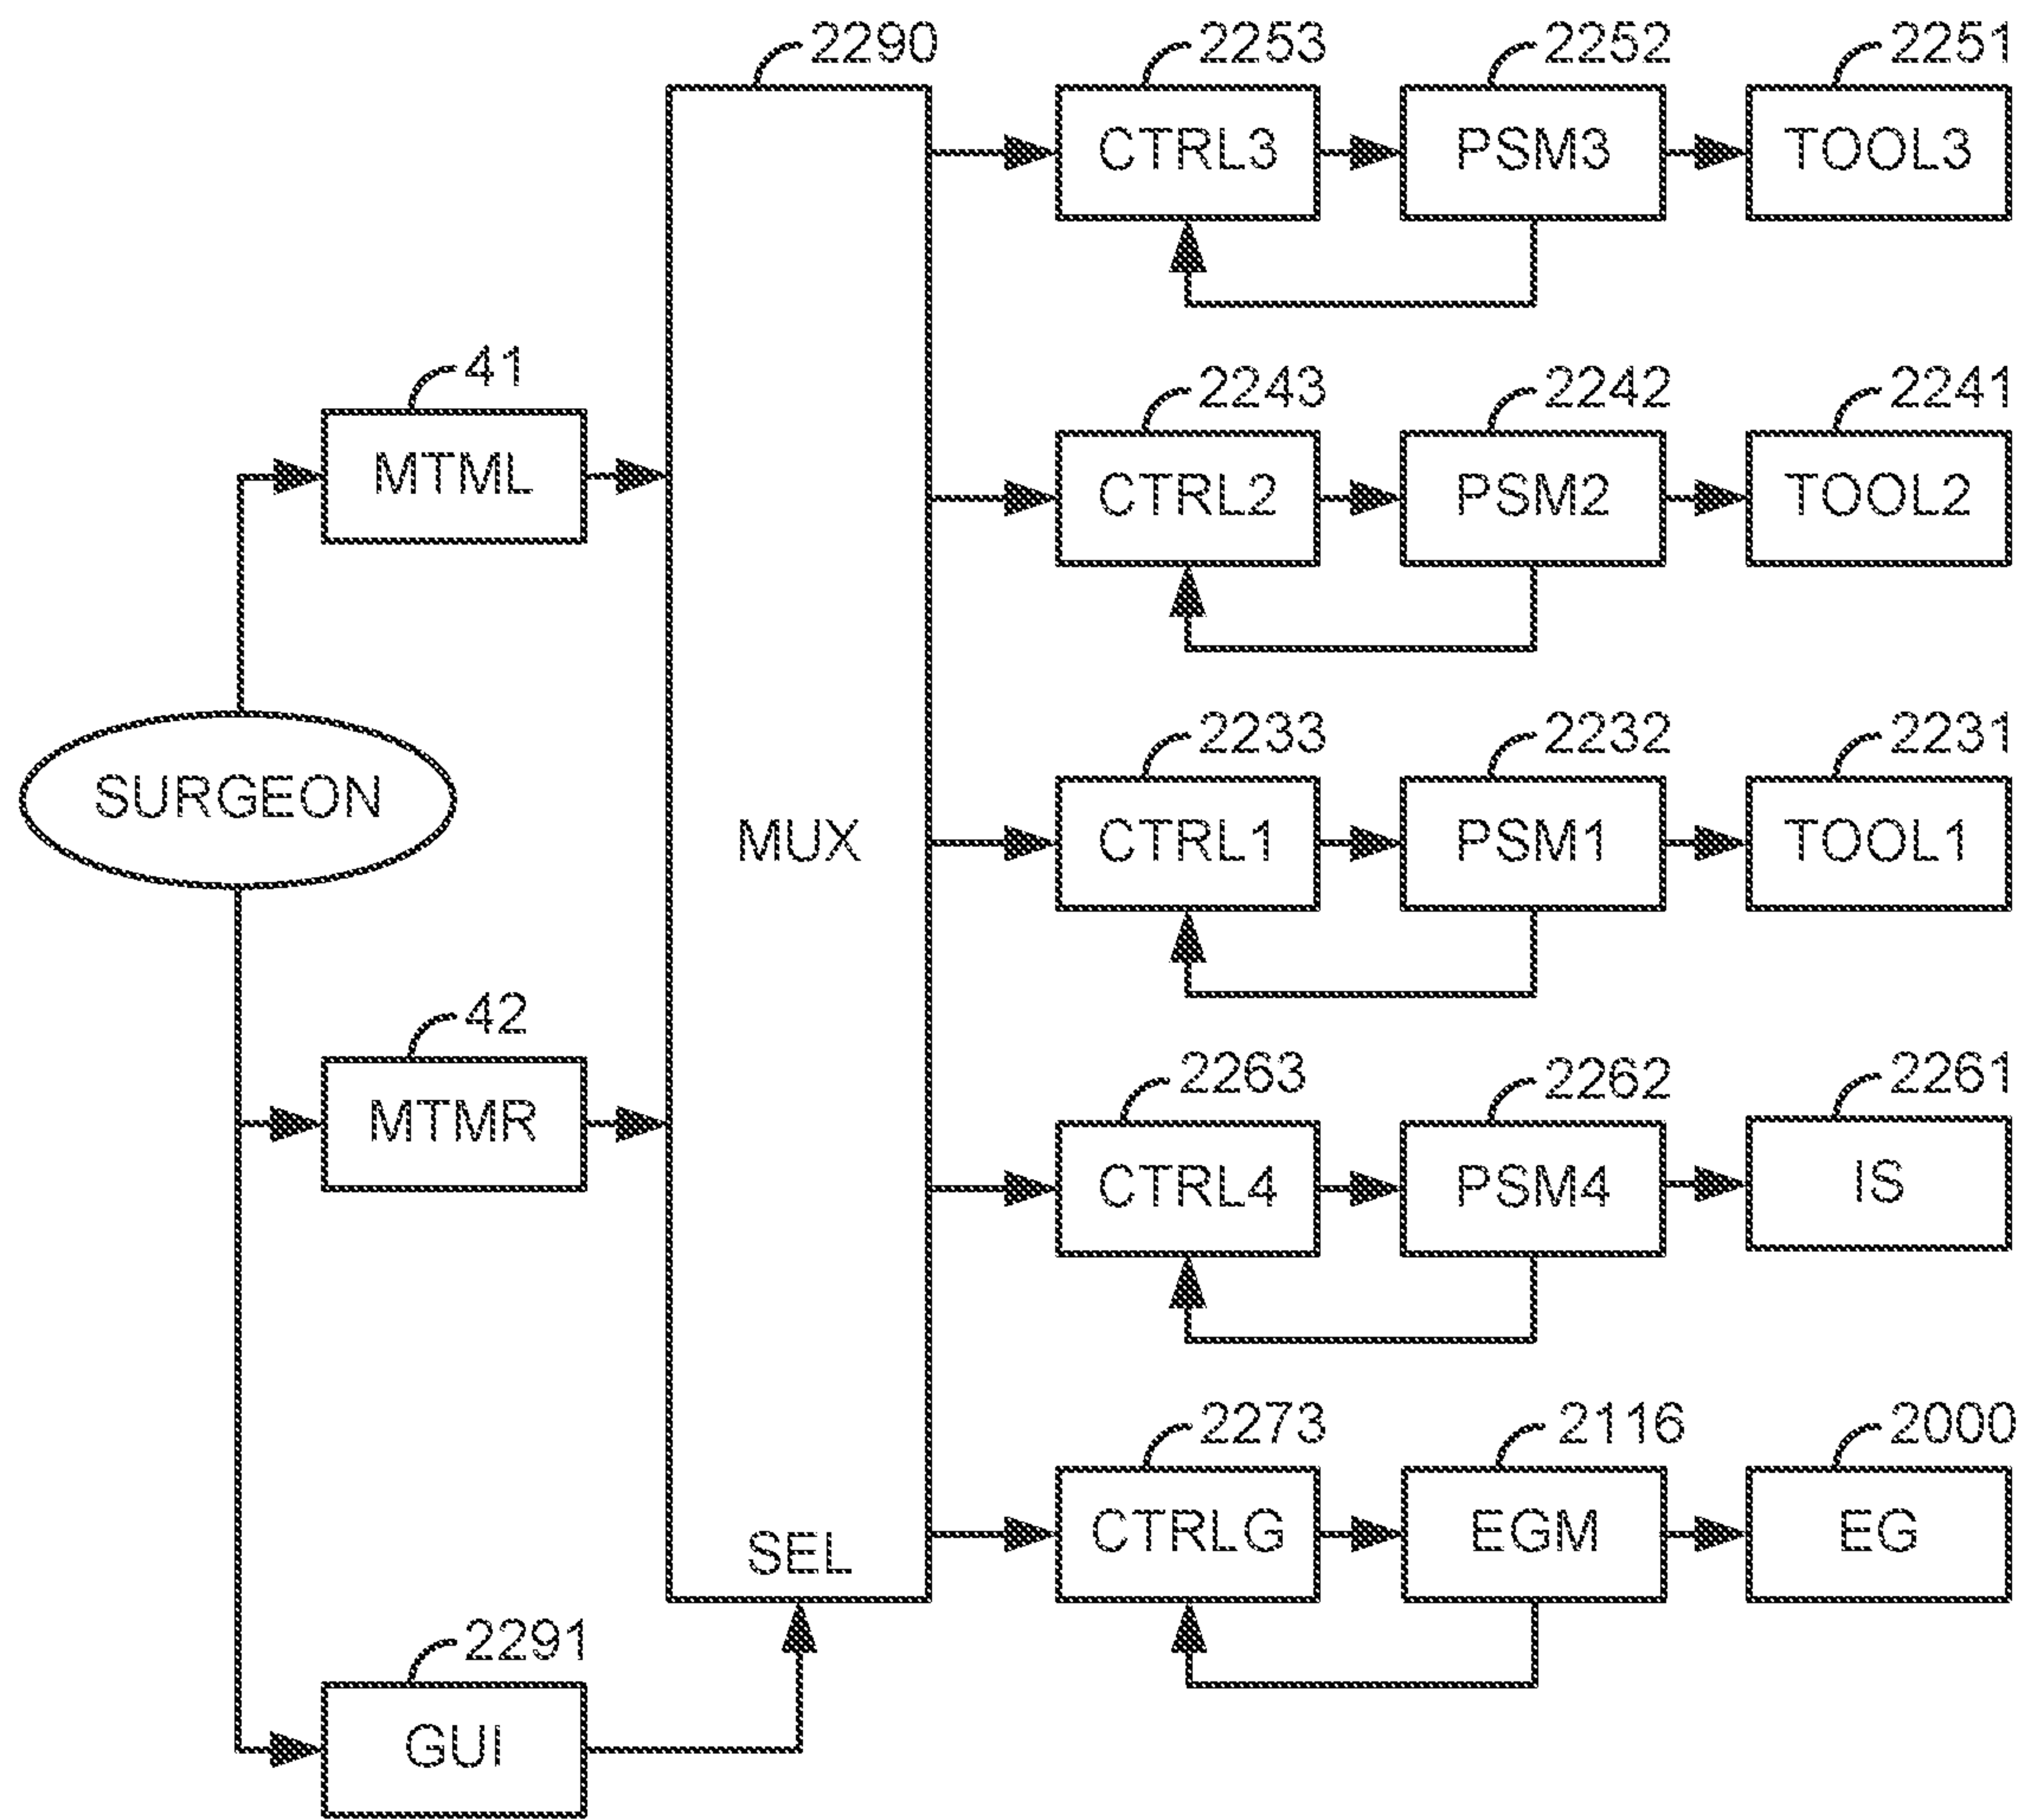 2290 2253 2252 2251
CTRL3 PSM3 TOOL3
41 2243 2242 2241
MTML CTRL2 PSM2 TOOL2
2233 2232 2231
SURGEON MUX CTRL1 PSM1 TOOL1
42 2263 2262 2261
MTMR CTRL4 PSM4 IS
2273 2116 2000
SEL CTRLG EGM EG
2291
GUI